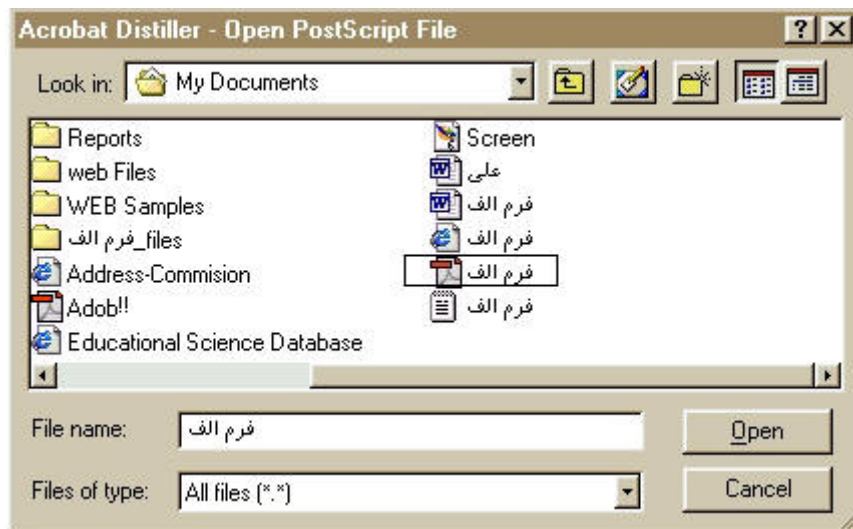 Acrobat Distiller - Open PostScript File
Look in: My Documents
Reports
web Files
WEB Samples
فرم الف_files
Address-Commision
Adob!!
Educational Science Database
Screen
علی
فرم الف
فرم الف
فرم الف
فرم الف
File name: فرم الف
Open
Files of type: All files (*.*)
Cancel